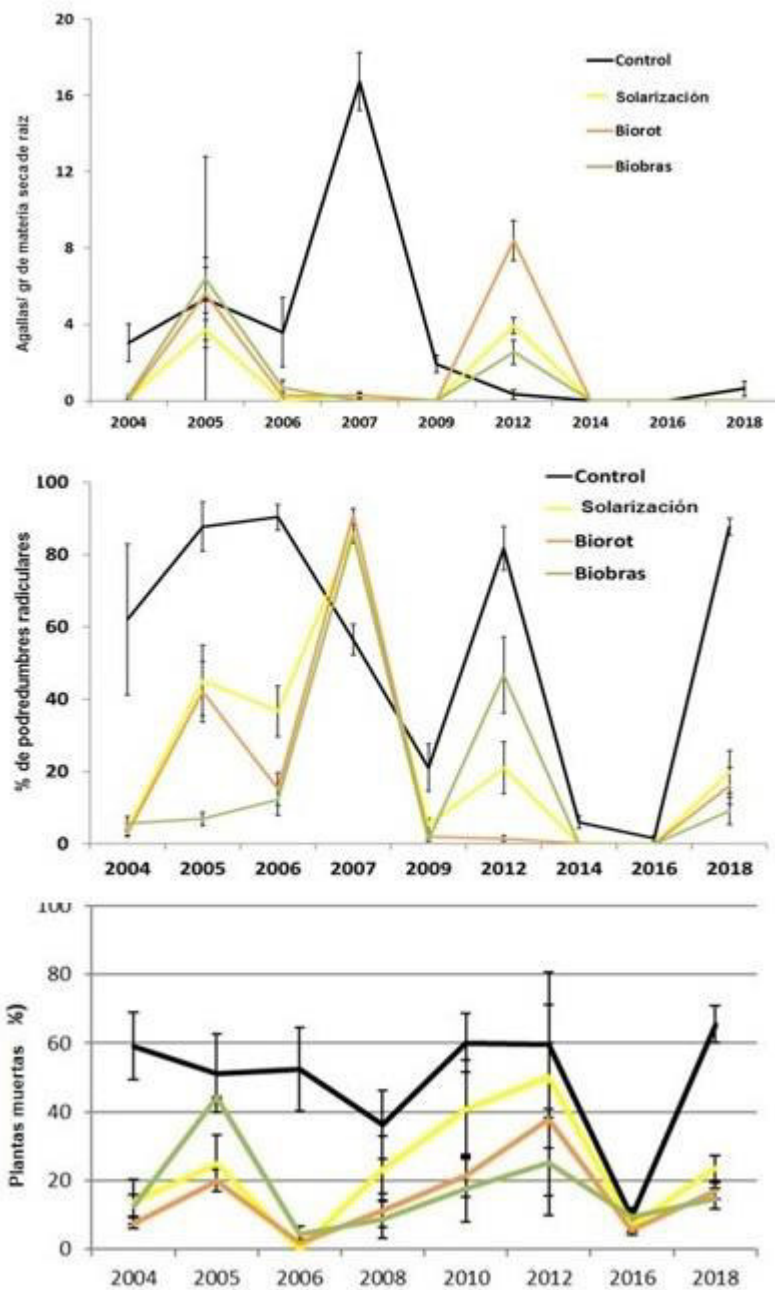 20
16
12
8
4
0
Agallas/ gr de materia seca de raiz
Control
Solarización
Biorot
Biobras
2004 2005 2006 2007 2009 2012 2014 2016 2018
100
80
60
40
20
0
% de podredumbres radiculares
Control
Solarización
Biorot
Biobras
2004 2005 2006 2007 2009 2012 2014 2016 2018
100
80
60
40
20
0
Plantas muertas %)
2004 2005 2006 2008 2010 2012 2016 2018